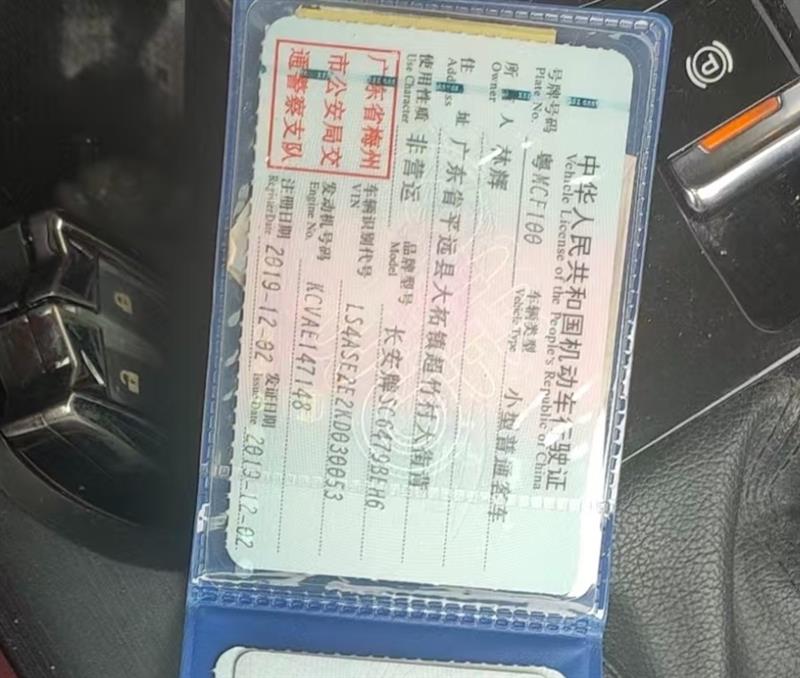 中华人民共和国机动车行驶证
Vehicle License of the People's Republic of China
号牌号码 粤MCF100 车辆类型 小型普通客车
Plate No. Vehicle Type
所 人 林辉
Owner
住 址 广东省平远县大柘镇超竹村大街背
Address
使用性质 非营运 品牌型号 长安牌SC6479BEH6
Use Character Model
车辆识别代号 LS4ASE2E2KD030053
VIN
发动机号码 KCVAE147148
Engine No.
注册日期 2019-12-02 发证日期 2019-12-02
Register Date Issue Date
广东省梅州
市公安局交
通警察支队